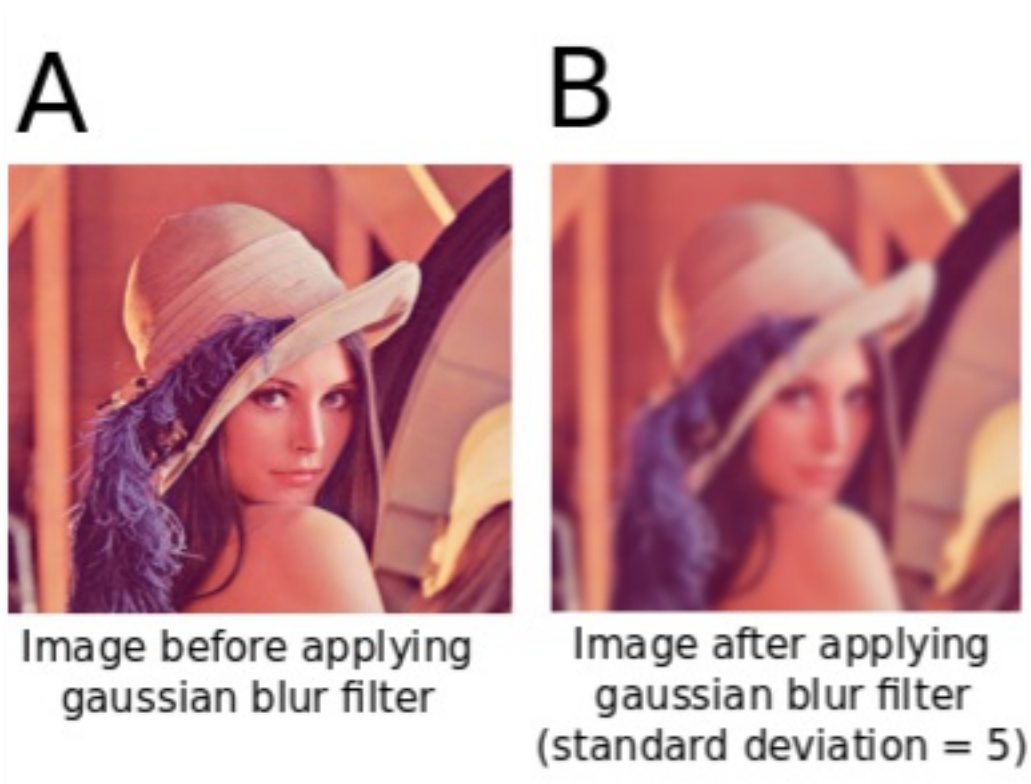 A
B
Image before applying
gaussian blur filter
Image after applying
gaussian blur filter
(standard deviation = 5)